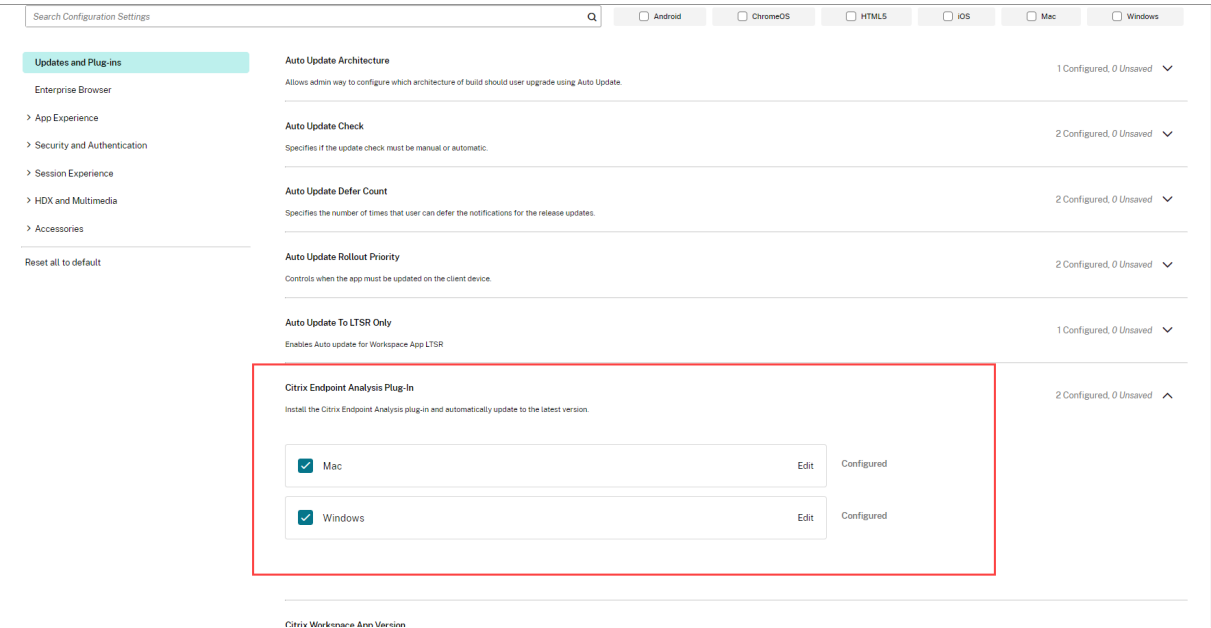 Search Configuration Settings
Android
ChromeOS
HTML5
iOS
Mac
Windows
Updates and Plug-ins
Enterprise Browser
App Experience
Security and Authentication
Session Experience
HDX and Multimedia
Accessories
Reset all to default
Auto Update Architecture
1 Configured, 0 Unsaved
Allows admin way to configure which architecture of build should user upgrade using Auto Update.
Auto Update Check
2 Configured, 0 Unsaved
Specifies if the update check must be manual or automatic.
Auto Update Defer Count
2 Configured, 0 Unsaved
Specifies the number of times that user can defer the notifications for the release updates.
Auto Update Rollout Priority
2 Configured, 0 Unsaved
Controls when the app must be updated on the client device.
Auto Update To LTSR Only
1 Configured, 0 Unsaved
Enables Auto update for Workspace App LTSR
Citrix Endpoint Analysis Plug-In
2 Configured, 0 Unsaved
Install the Citrix Endpoint Analysis plug-in and automatically update to the latest version.
Mac
Edit
Configured
Windows
Edit
Configured
Citrix Workspace App Version